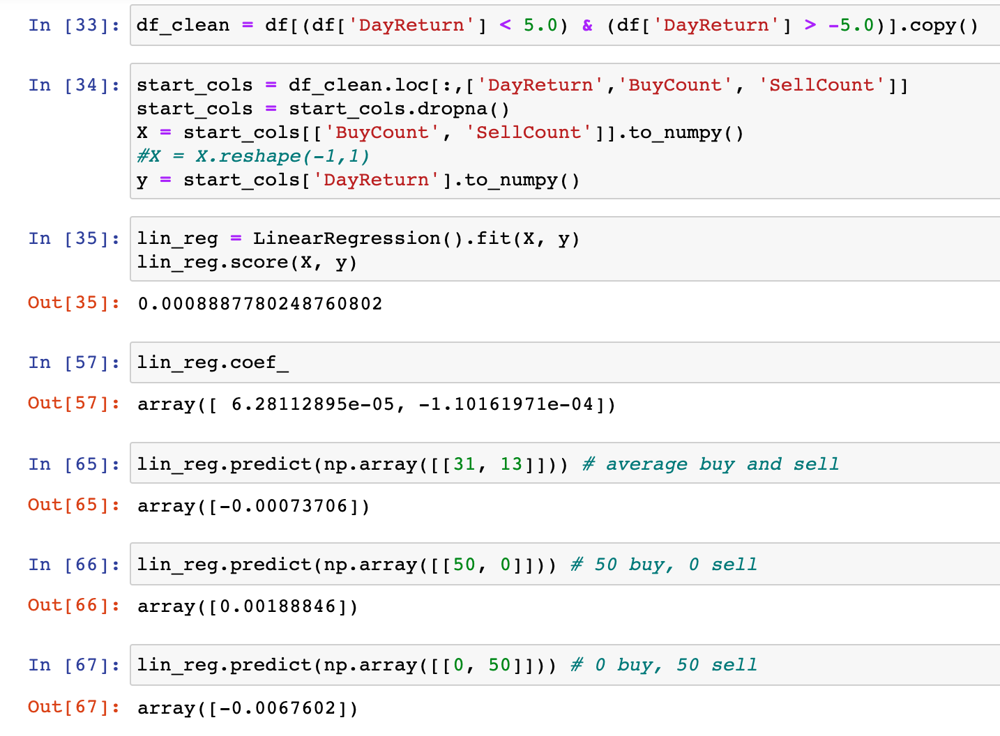 In [33]: df_clean = df[(df['DayReturn'] < 5.0) & (df['DayReturn'] > -5.0)].copy()
In [34]: start_cols = df_clean.loc[:,['DayReturn','BuyCount', 'SellCount']]
start_cols = start_cols.dropna()
X = start_cols[['BuyCount', 'SellCount']].to_numpy()
#X = X.reshape(-1,1)
y = start_cols['DayReturn'].to_numpy()
In [35]: lin_reg = LinearRegression().fit(X, y)
lin_reg.score(X, y)
Out[35]: 0.0008887780248760802
In [57]: lin_reg.coef_
Out[57]: array([ 6.28112895e-05, -1.10161971e-04])
In [65]: lin_reg.predict(np.array([[31, 13]])) # average buy and sell
Out[65]: array([-0.00073706])
In [66]: lin_reg.predict(np.array([[50, 0]])) # 50 buy, 0 sell
Out[66]: array([0.00188846])
In [67]: lin_reg.predict(np.array([[0, 50]])) # 0 buy, 50 sell
Out[67]: array([-0.0067602])